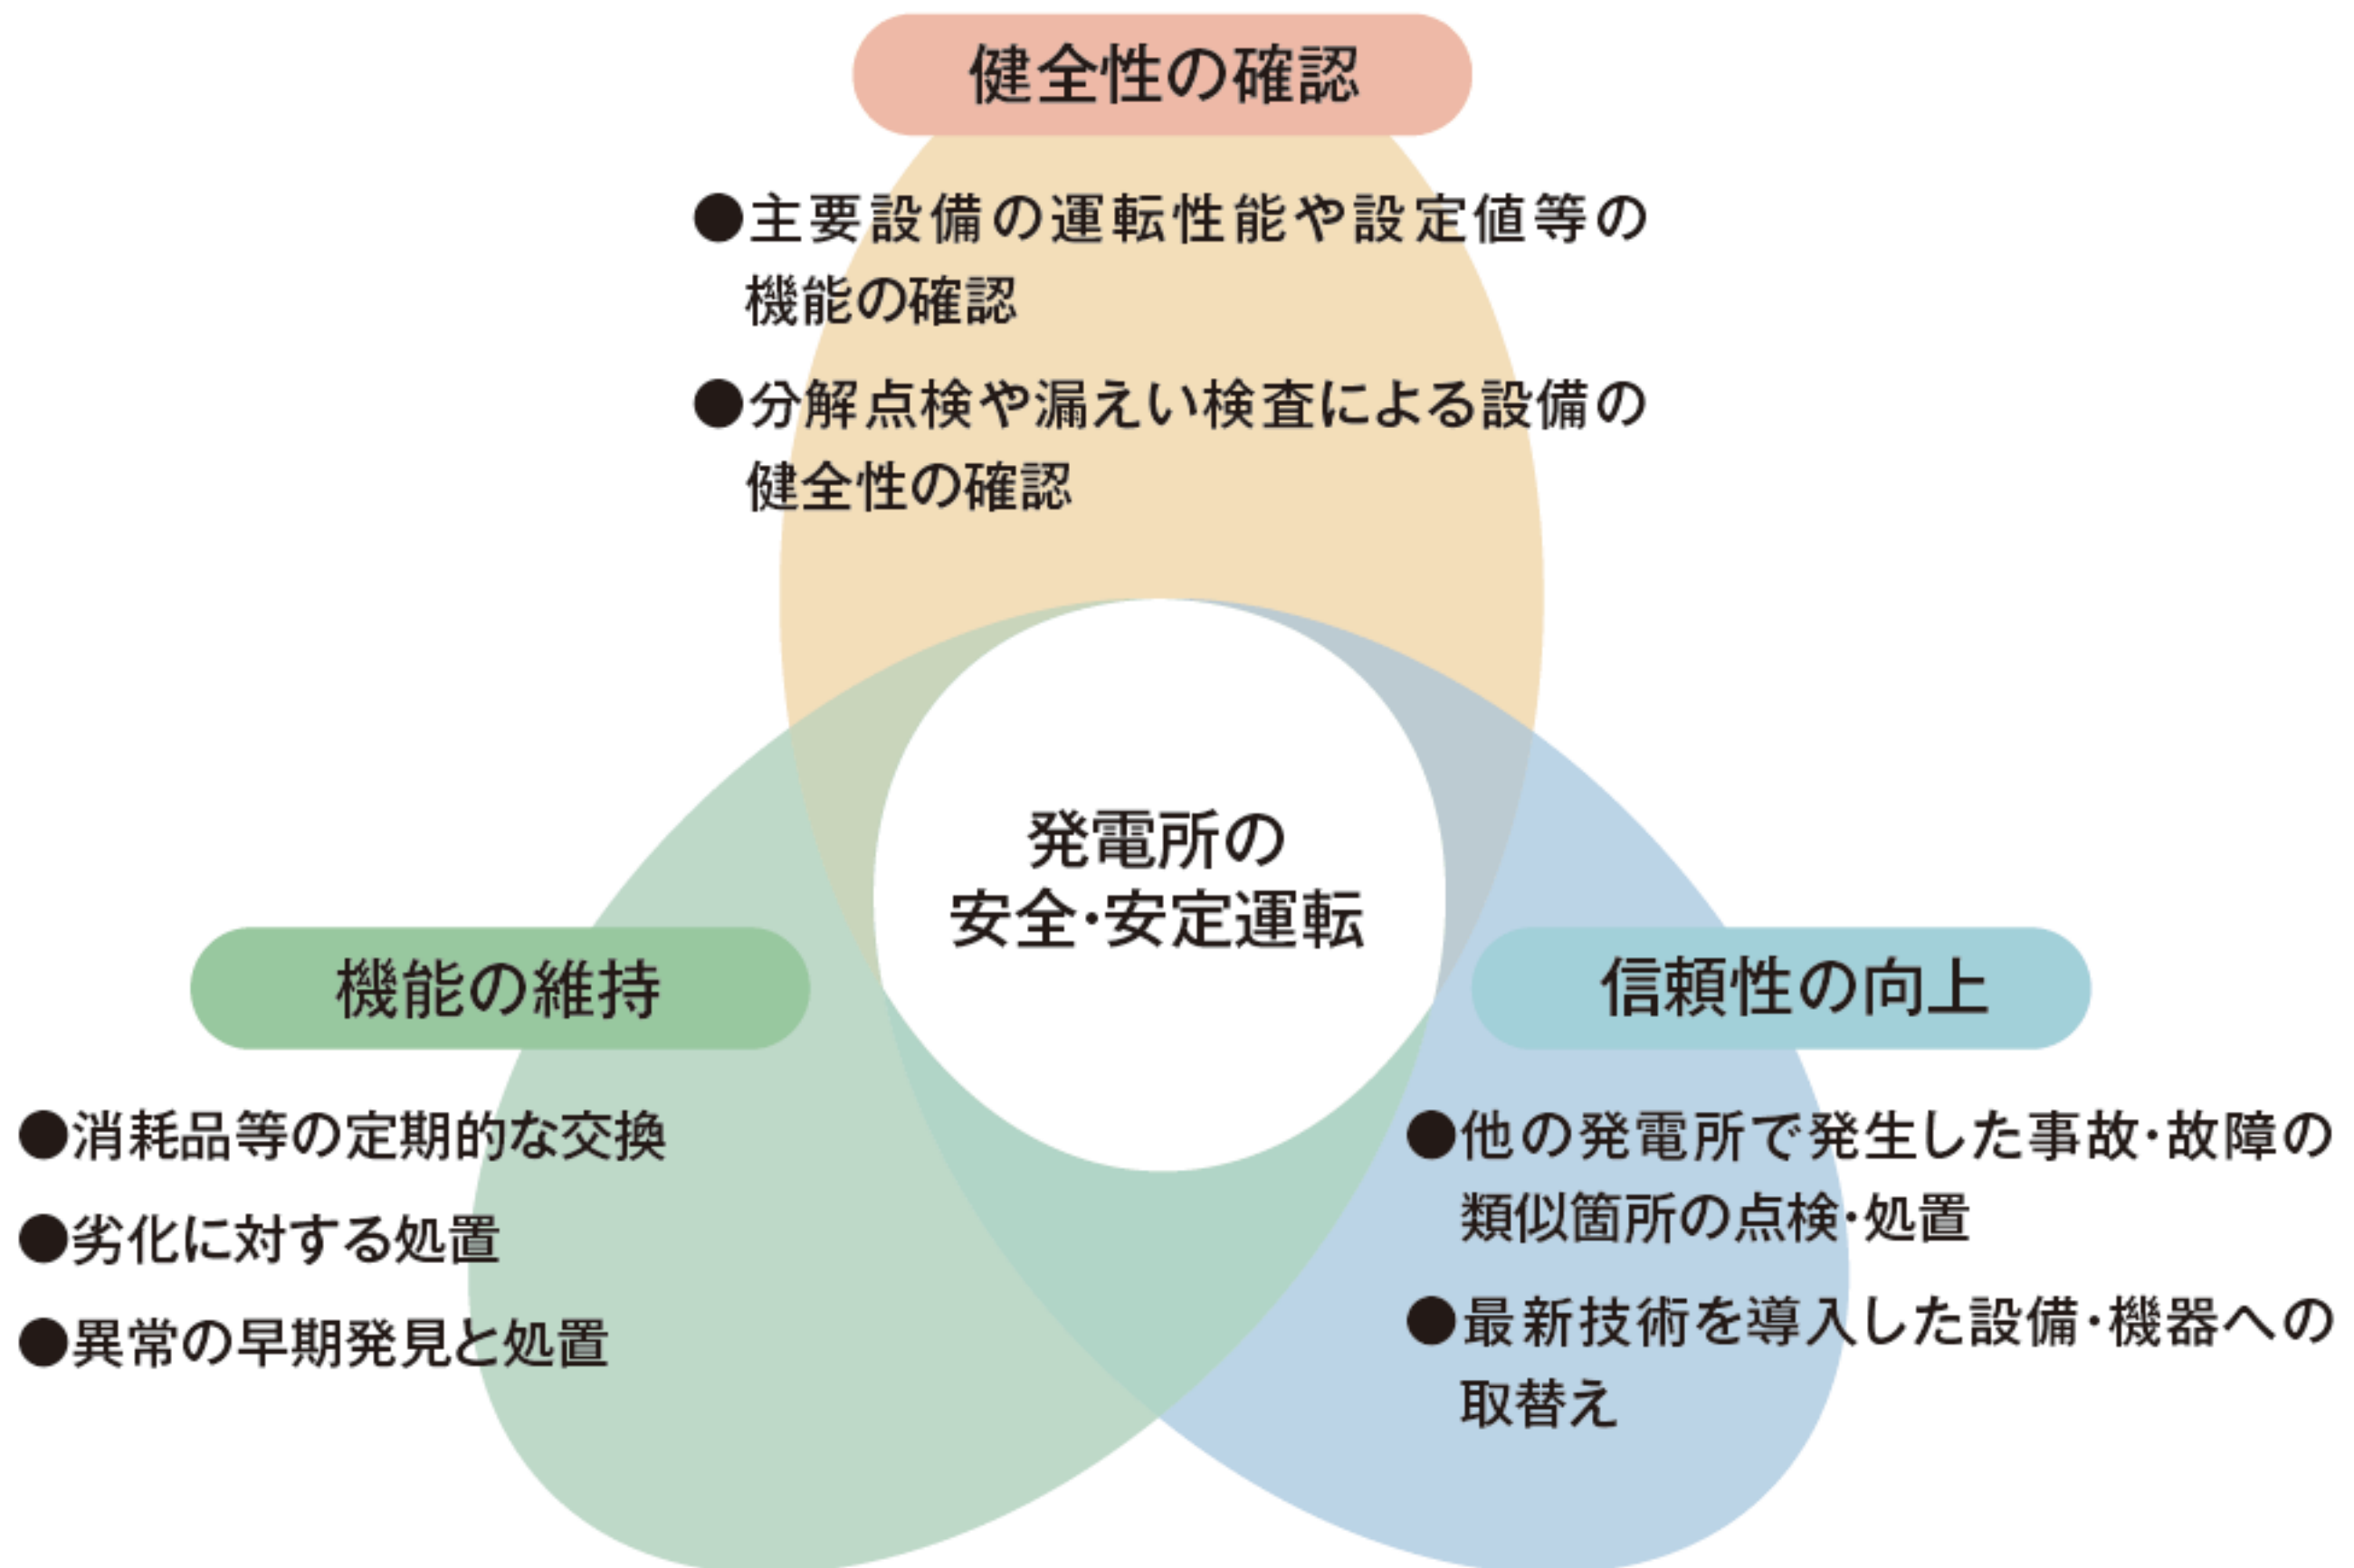 健全性の確認
●主要設備の運転性能や設定値等の
機能の確認
●分解点検や漏えい検査による設備の
健全性の確認
発電所の
安全・安定運転
機能の維持
●消耗品等の定期的な交換
●劣化に対する処置
●異常の早期発見と処置
信頼性の向上
●他の発電所で発生した事故・故障の
類似箇所の点検・処置
●最新技術を導入した設備・機器への
取替え